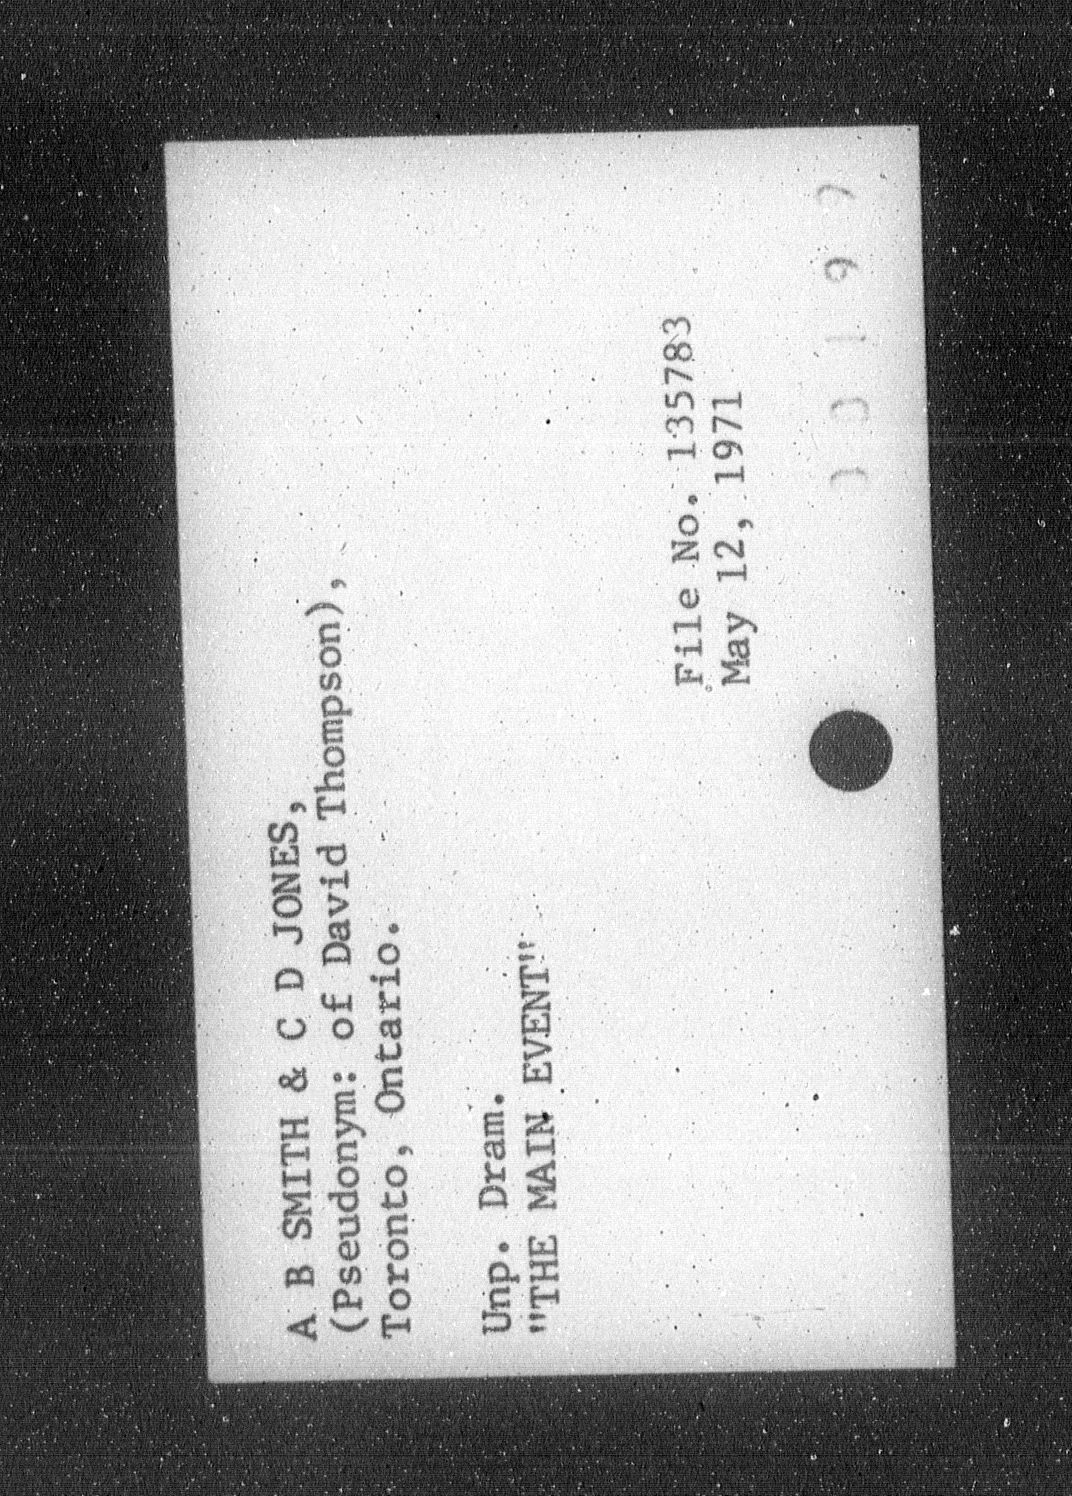 A B SMITH & C D JONES,
(Pseudonym: of David Thompson),
Toronto, Ontario.
Unp. Dram.
"THE MAIN EVENT"
File No. 135783
May 12, 1971